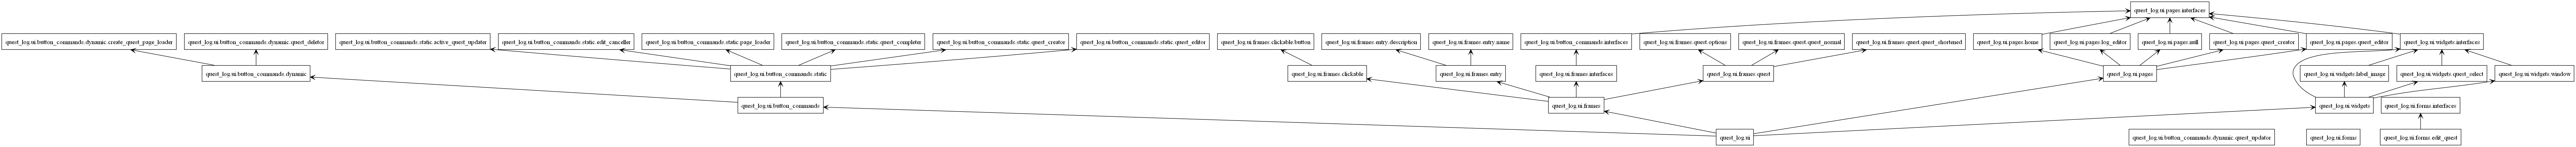 quest_log.ui.pages.interfaces
quest_log.ui.button_commands.dynamic.create_quest_page_loader
quest_log.ui.button_commands.dynamic.quest_deletor
quest_log.ui.button_commands.static.active_quest_updater
quest_log.ui.button_commands.static.edit_canceller
quest_log.ui.button_commands.static.page_loader
quest_log.ui.button_commands.static.quest_completer
quest_log.ui.button_commands.static.quest_creator
quest_log.ui.button_commands.static.quest_editor
quest_log.ui.frames.clickable.button
quest_log.ui.frames.entry.description
quest_log.ui.frames.entry.name
quest_log.ui.button_commands.interfaces
quest_log.ui.frames.quest.options
quest_log.ui.frames.quest.quest_normal
quest_log.ui.frames.quest.quest_shortened
quest_log.ui.pages.home
quest_log.ui.pages.log_editor
quest_log.ui.pages.null
quest_log.ui.pages.quest_creator
quest_log.ui.pages.quest_editor
quest_log.ui.widgets.interfaces
quest_log.ui.button_commands.dynamic
quest_log.ui.button_commands.static
quest_log.ui.frames.clickable
quest_log.ui.frames.entry
quest_log.ui.frames.interfaces
quest_log.ui.frames.quest
quest_log.ui.pages
quest_log.ui.widgets.label_image
quest_log.ui.widgets.quest_select
quest_log.ui.widgets.window
quest_log.ui.button_commands
quest_log.ui.frames
quest_log.ui.widgets
quest_log.ui.forms.interfaces
quest_log.ui
quest_log.ui.button_commands.dynamic.quest_updator
quest_log.ui.forms
quest_log.ui.forms.edit_quest